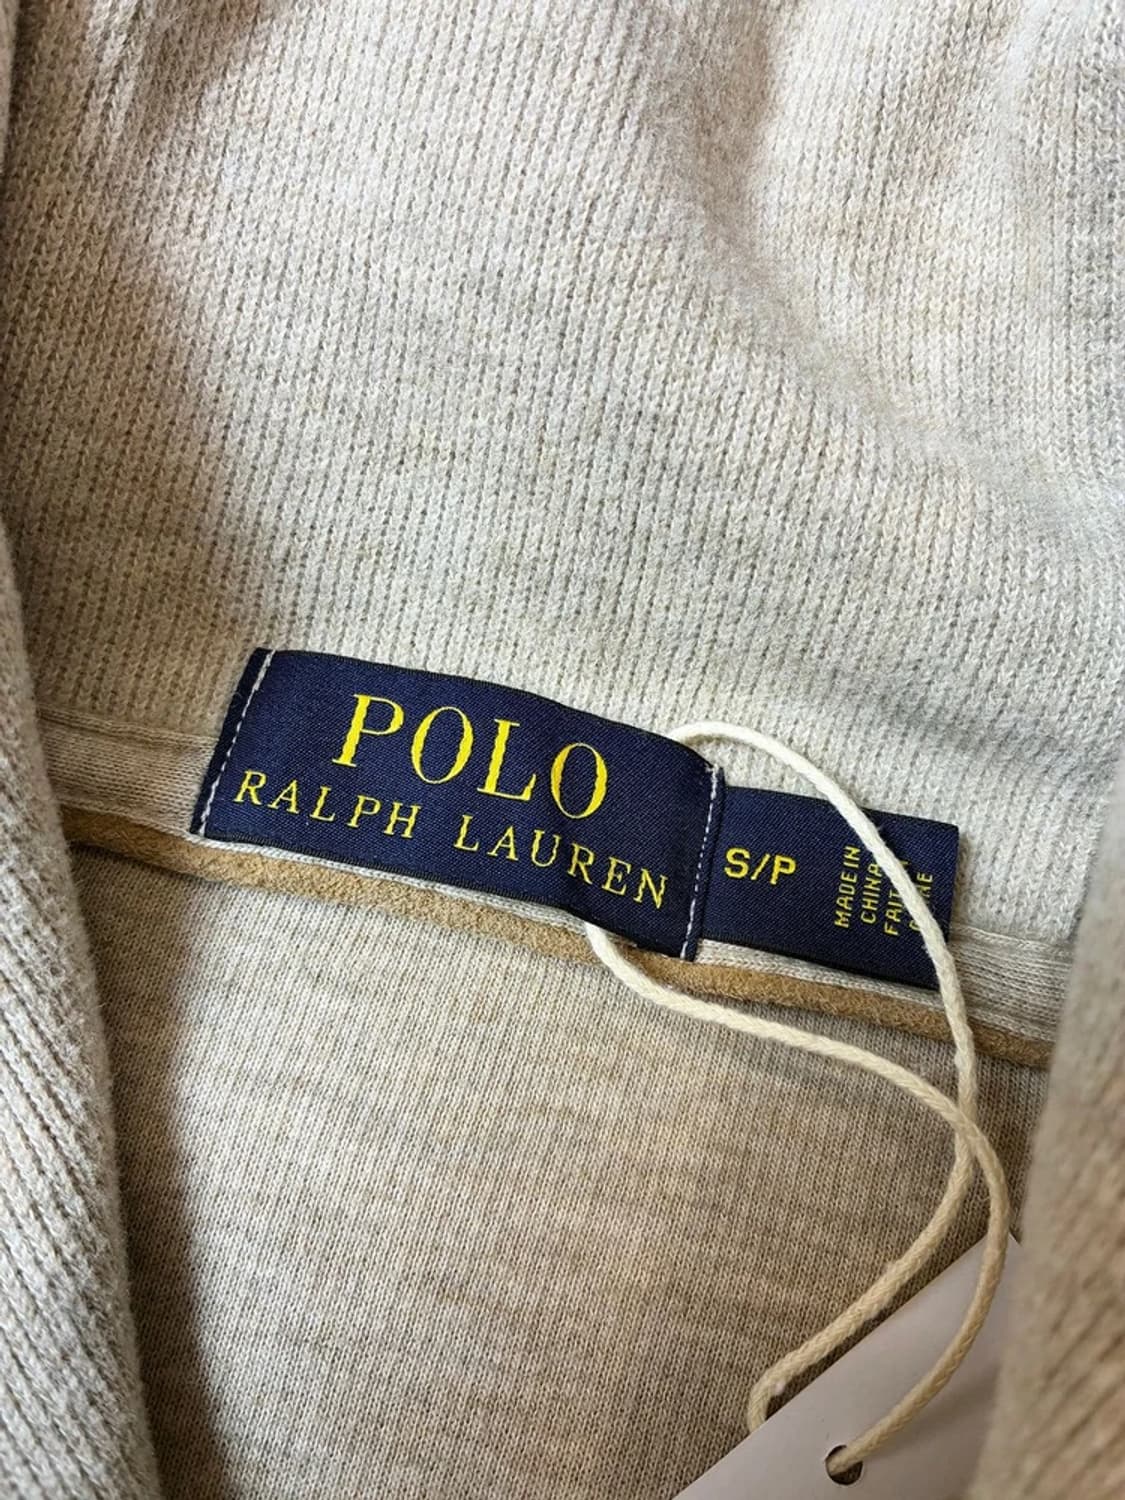 POLO
RALPH LAUREN
S/P
MADE IN
CHINA